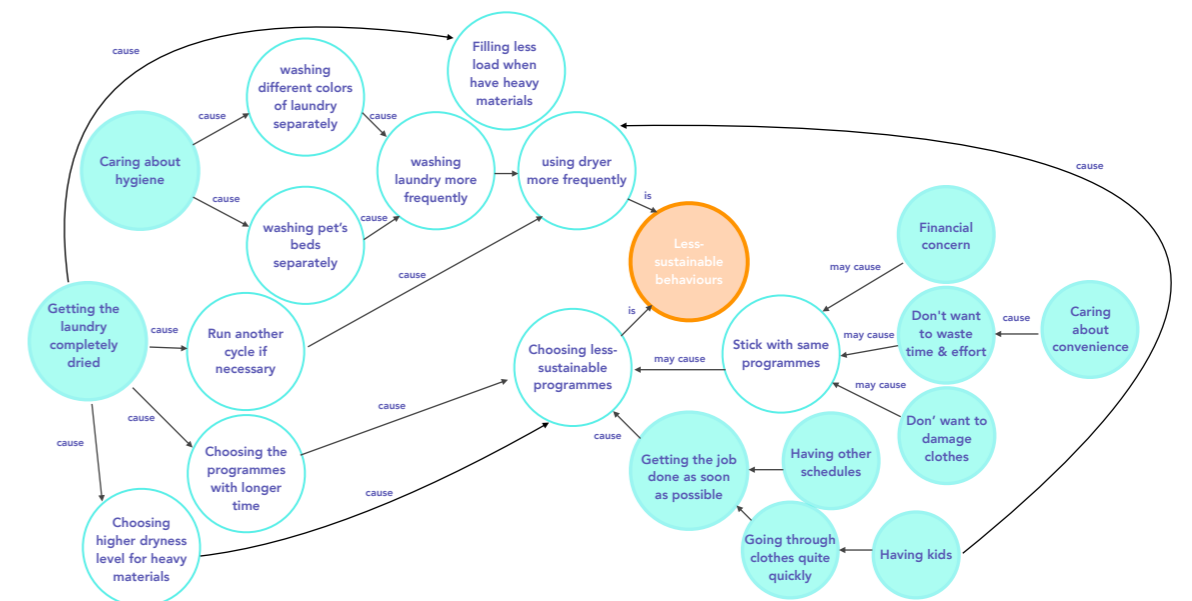 cause
Filling less
load when
have heavy
materials
washing
different colors
of laundry
separately
cause
cause
Caring about
hygiene
washing
laundry more
frequently
using dryer
more frequently
cause
is
cause
washing pet's
beds
separately
cause
Less-
sustainable
behaviours
Financial
concern
may cause
cause
Getting the
laundry
completely
dried
cause
Run another
cycle if
necessary
is
Choosing less-
sustainable
programmes
may cause
Stick with same
programmes
may cause
Don't want
to waste
time & effort
cause
Caring
about
convenience
may cause
Don' want to
damage
clothes
cause
cause
cause
Choosing the
programmes
with longer
time
cause
Getting the job
done as soon
as possible
Having other
schedules
cause
cause
Choosing
higher dryness
level for heavy
materials
Going through
clothes quite
quickly
Having kids